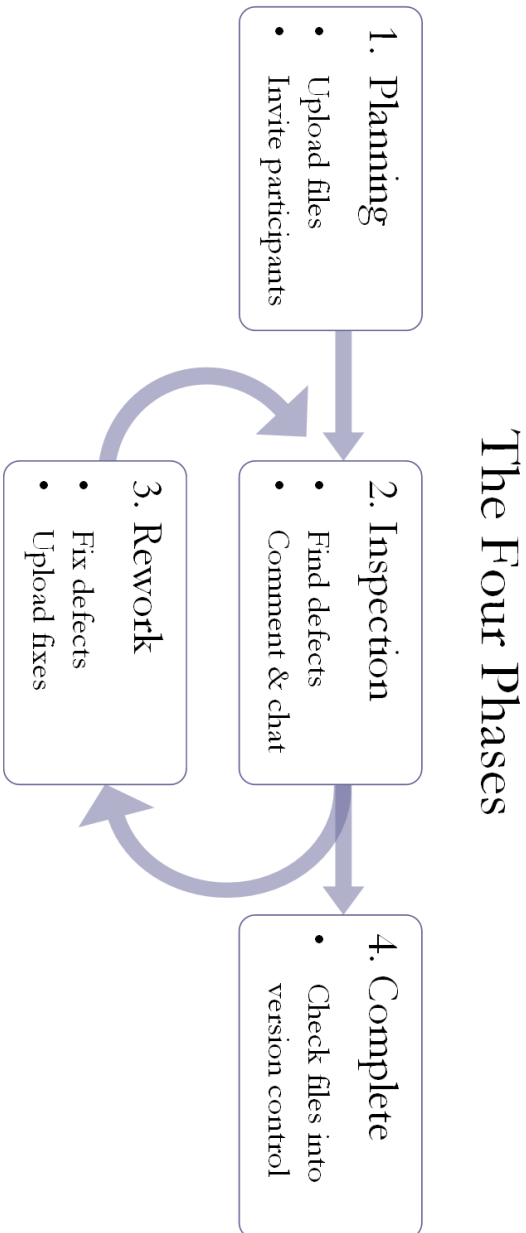 The Four Phases
1. Planning
• Upload files
• Invite participants
2. Inspection
• Find defects
• Comment & chat
3. Rework
• Fix defects
• Upload fixes
4. Complete
• Check files into
version control